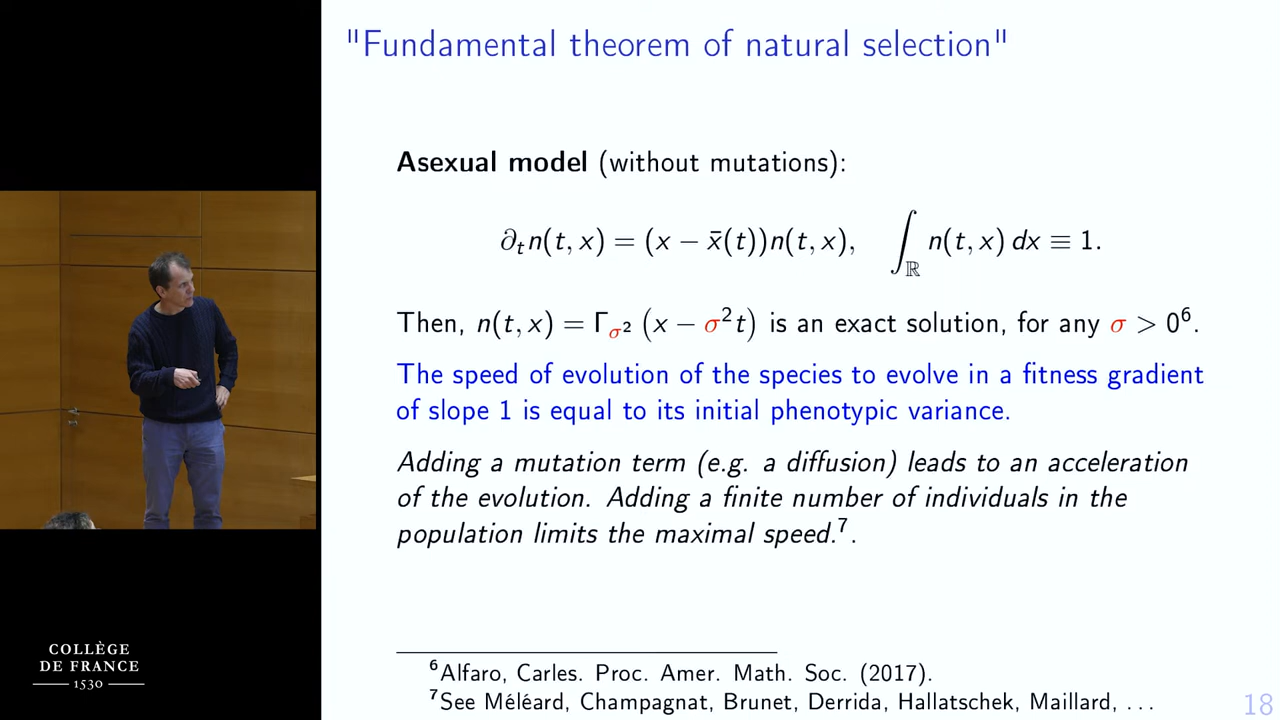 "Fundamental theorem of natural selection"
Asexual model (without mutations):
∂ₜn(t, x) = (x − x̄(t))n(t, x), ∫_ℝ n(t, x) dx ≡ 1.
Then, n(t, x) = Γ_σ² (x − σ²t) is an exact solution, for any σ > 0⁶.
The speed of evolution of the species to evolve in a fitness gradient
of slope 1 is equal to its initial phenotypic variance.
Adding a mutation term (e.g. a diffusion) leads to an acceleration
of the evolution. Adding a finite number of individuals in the
population limits the maximal speed.⁷.
⁶Alfaro, Carles. Proc. Amer. Math. Soc. (2017).
⁷See Méléard, Champagnat, Brunet, Derrida, Hallatschek, Maillard, . . .
18
COLLÈGE
DE FRANCE
1530